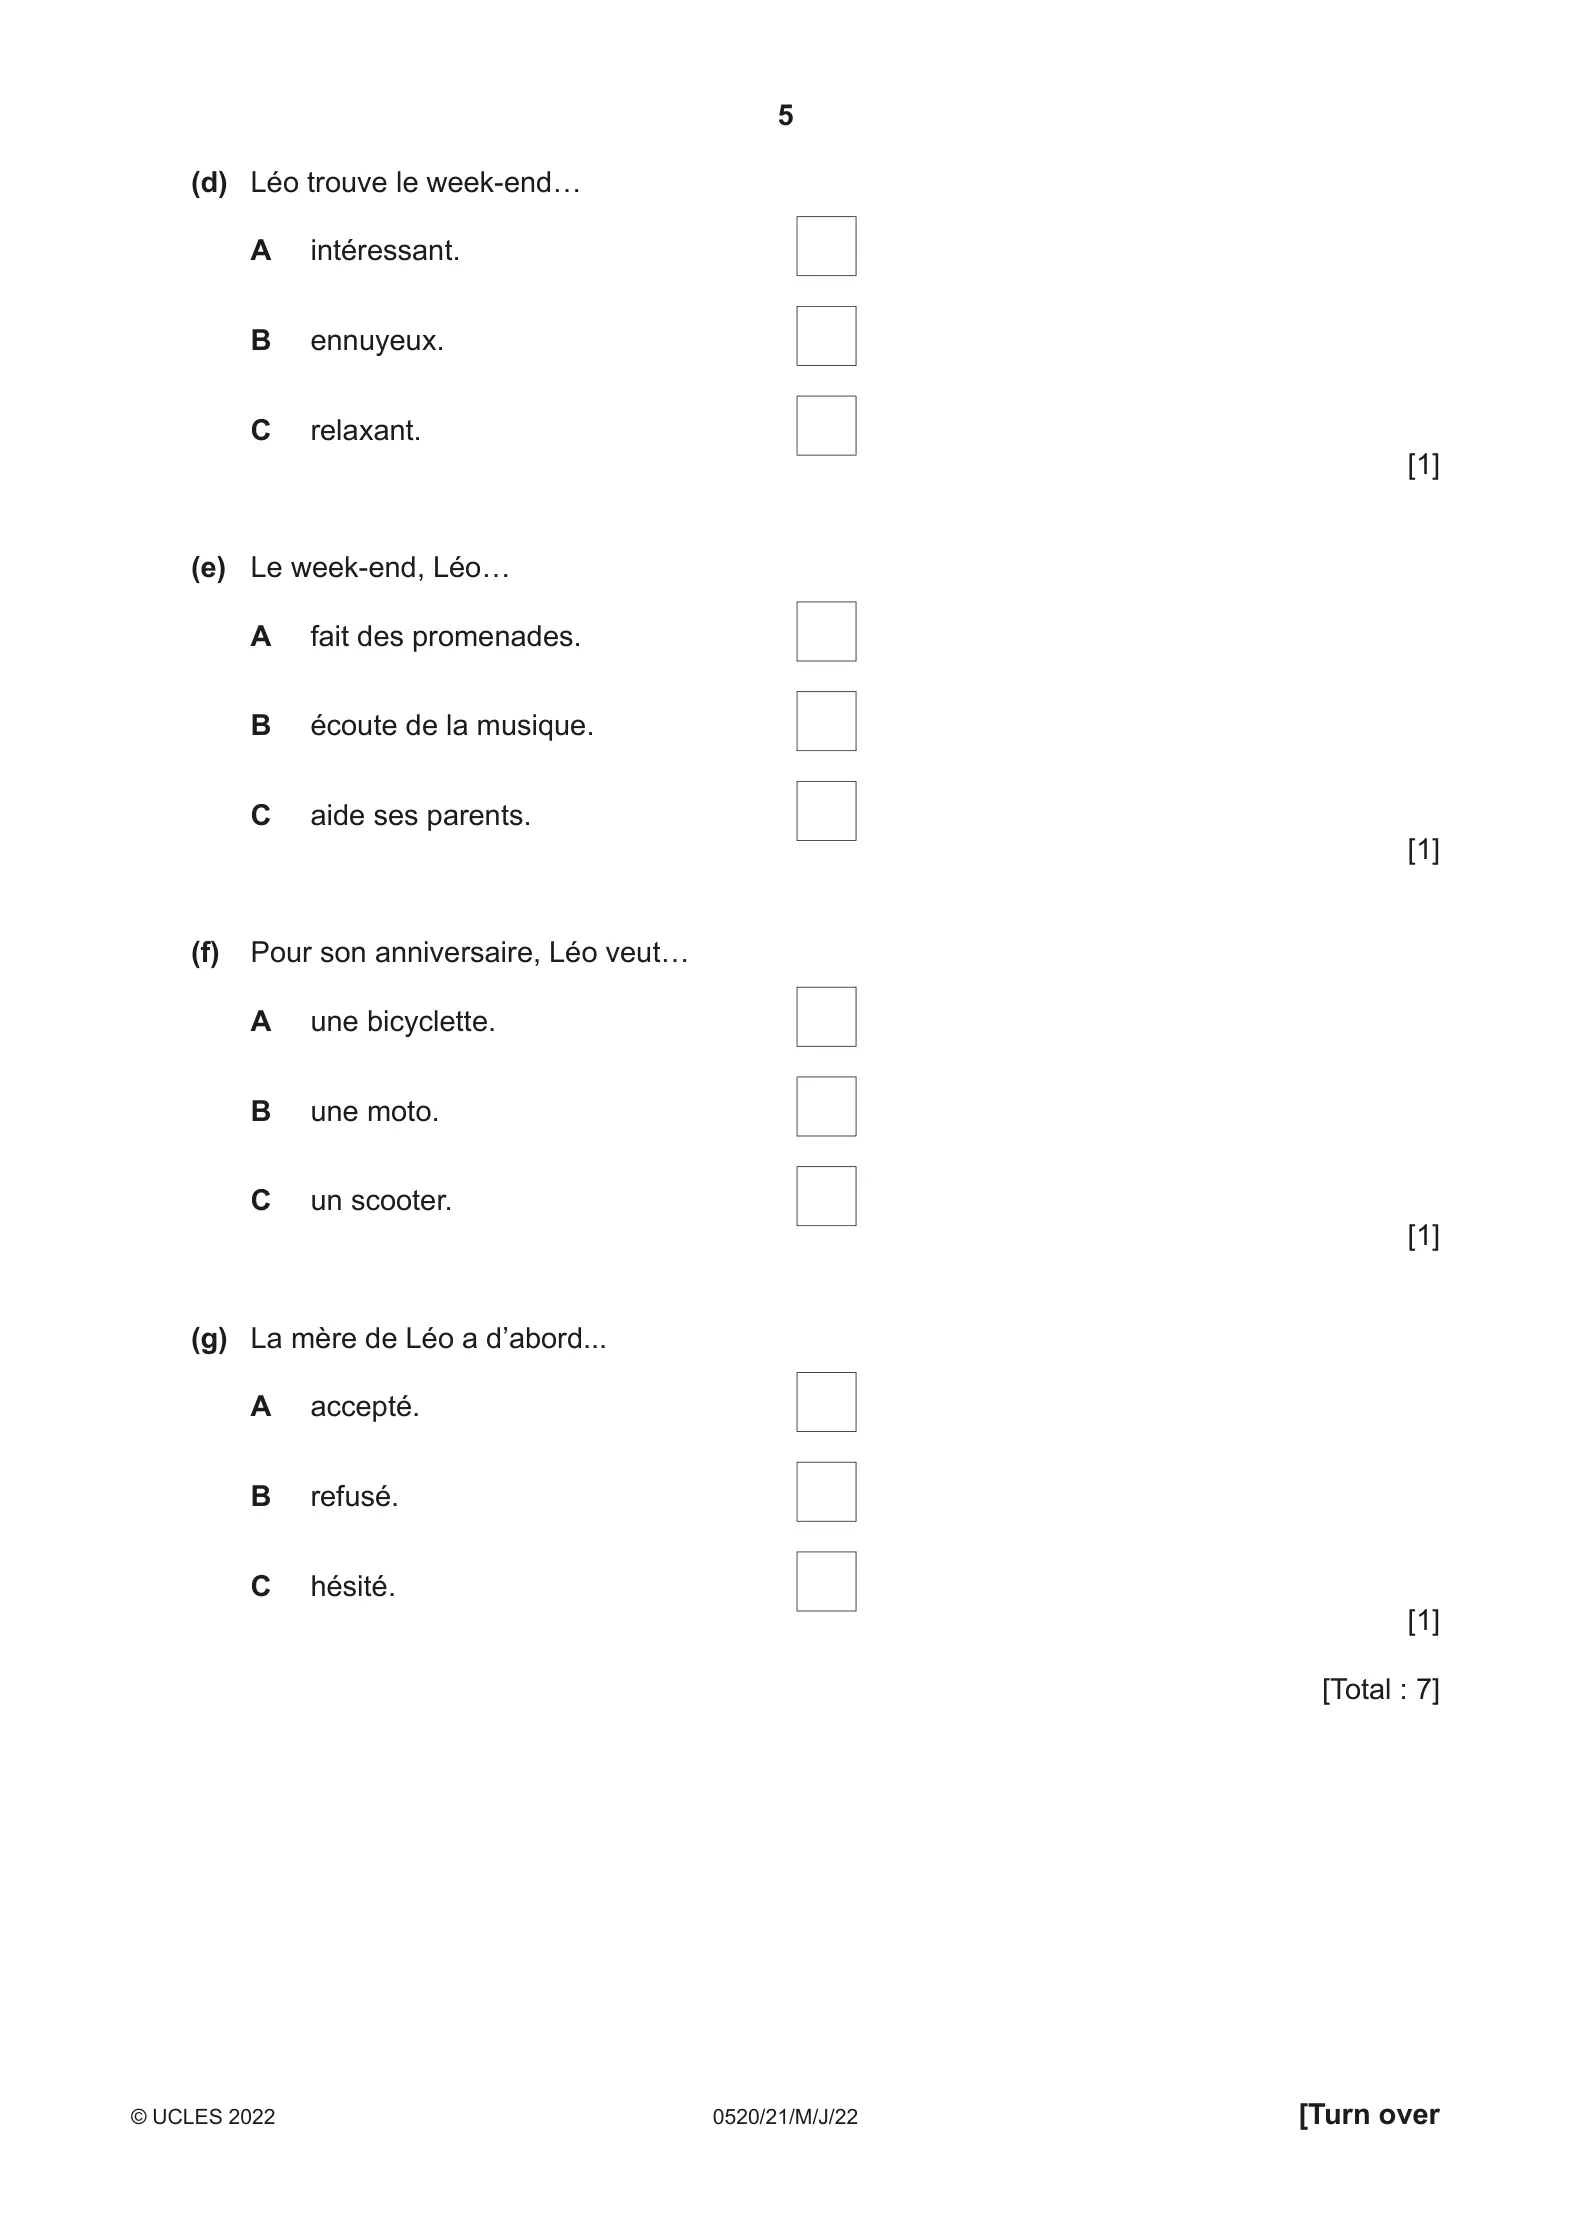 5
(d) Léo trouve le week-end…
A intéressant.
B ennuyeux.
C relaxant.
[1]
(e) Le week-end, Léo…
A fait des promenades.
B écoute de la musique.
C aide ses parents.
[1]
(f) Pour son anniversaire, Léo veut…
A une bicyclette.
B une moto.
C un scooter.
[1]
(g) La mère de Léo a d’abord...
A accepté.
B refusé.
C hésité.
[1]
[Total : 7]
© UCLES 2022 0520/21/M/J/22 [Turn over